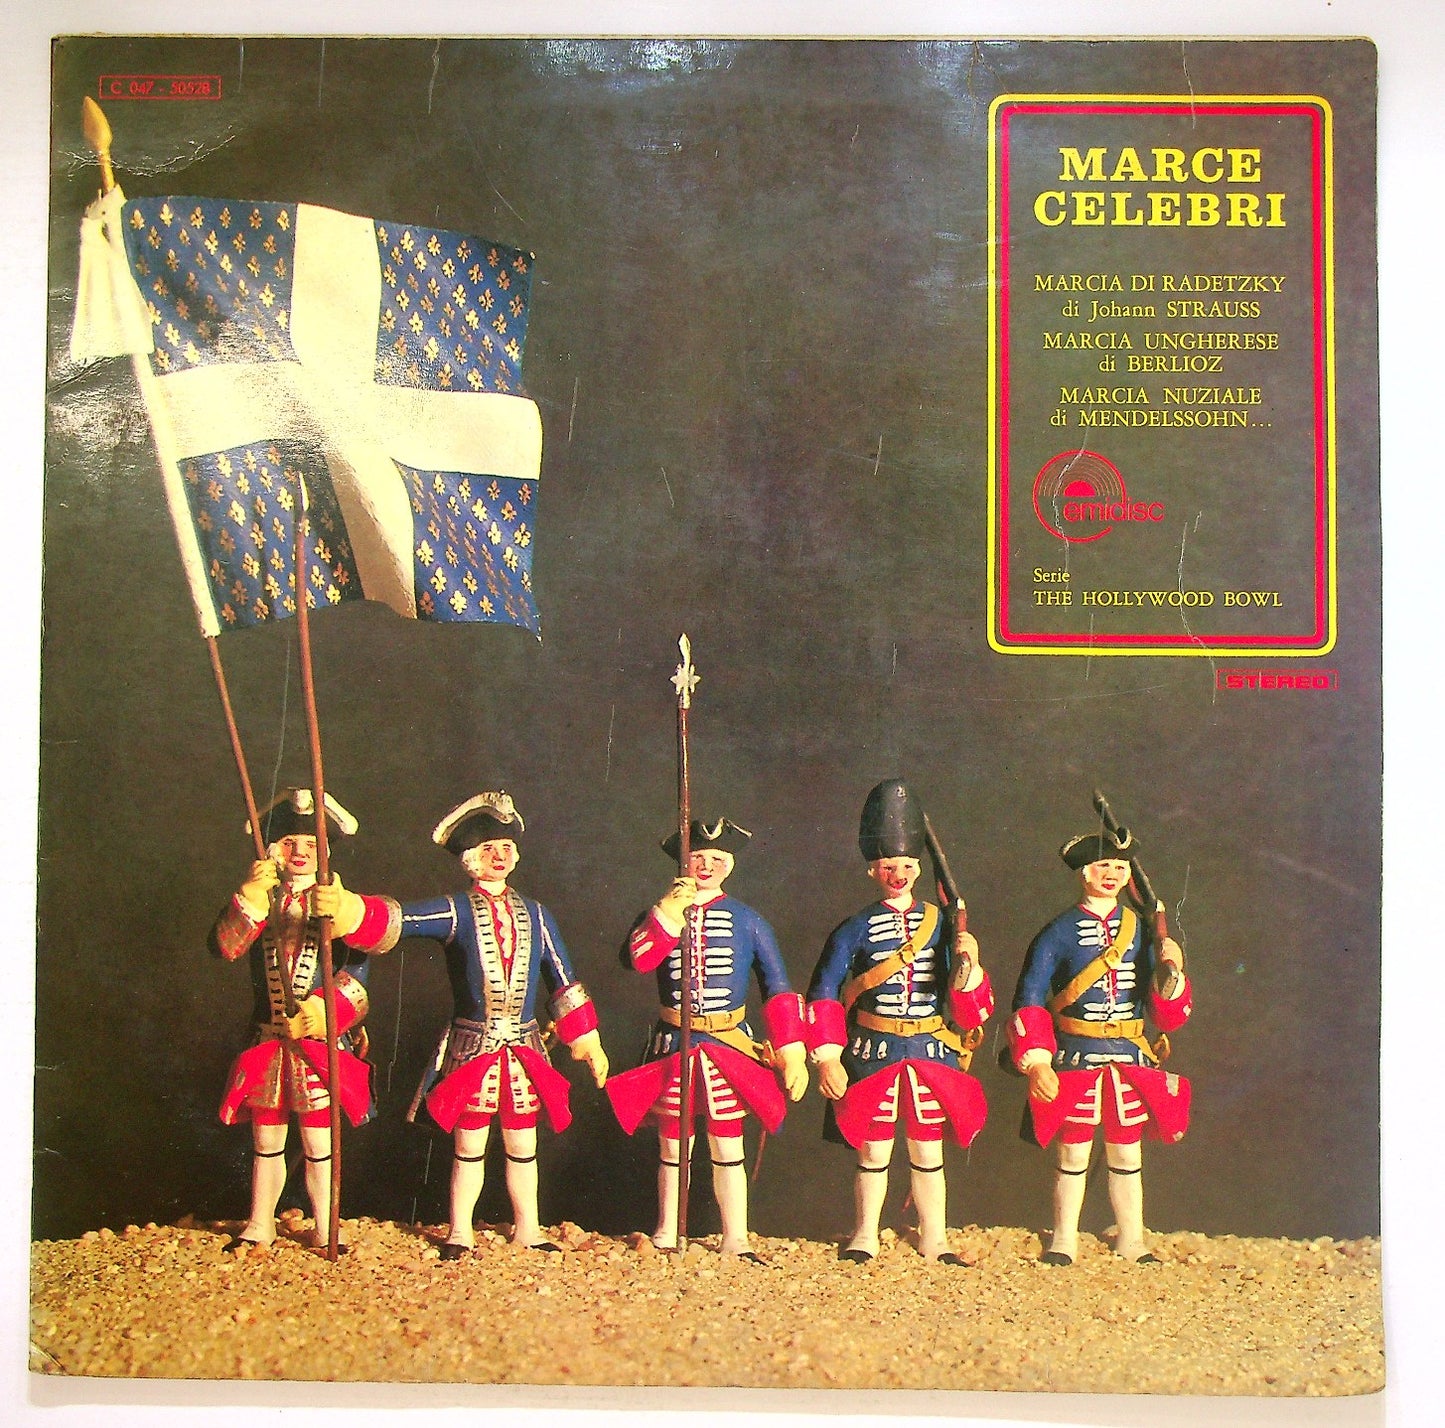 C 047 - 50528
MARCE
CELEBRI
MARCIA DI RADETZKY
di Johann STRAUSS
MARCIA UNGHERESE
di BERLIOZ
MARCIA NUZIALE
di MENDELSSOHN...
emidisc
Serie
THE HOLLYWOOD BOWL
STEREO